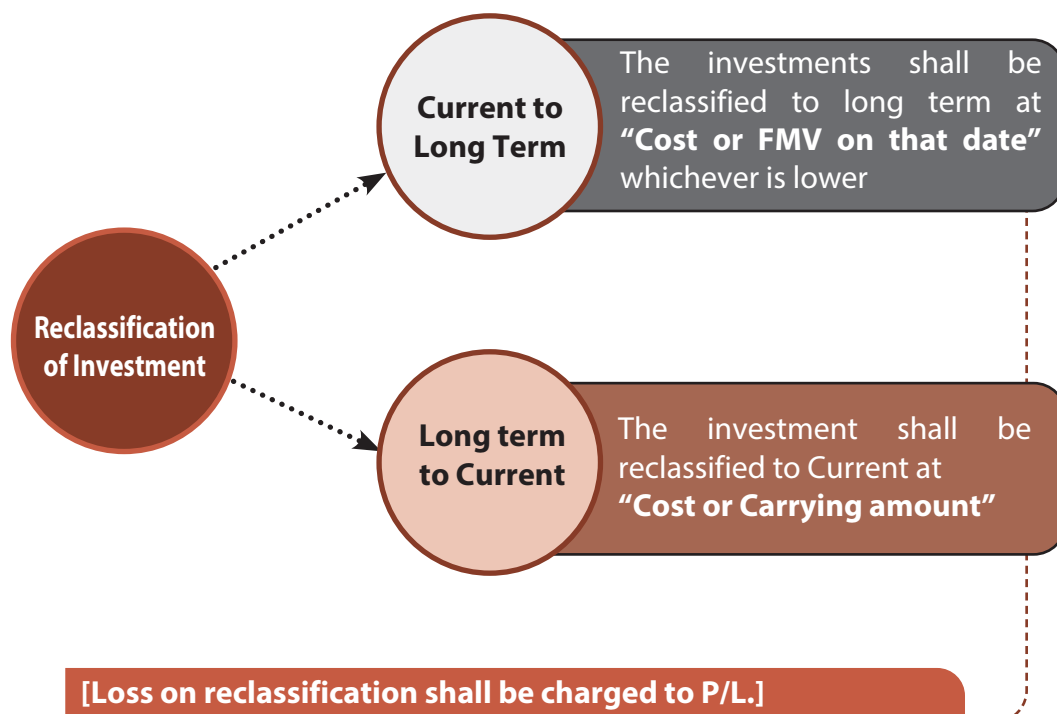 Current to
Long Term
The investments shall be
reclassified to long term at
“Cost or FMV on that date”
whichever is lower
Reclassification
of Investment
Long term
to Current
The investment shall be
reclassified to Current at
“Cost or Carrying amount”
[Loss on reclassification shall be charged to P/L.]